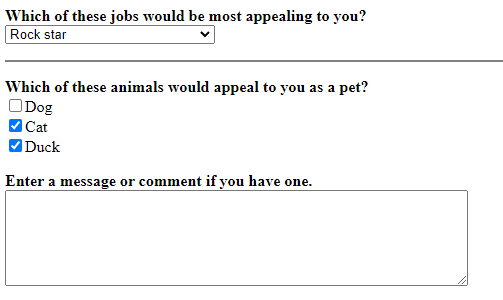 Which of these jobs would be most appealing to you?
Rock star
Which of these animals would appeal to you as a pet?
Dog
Cat
Duck
Enter a message or comment if you have one.